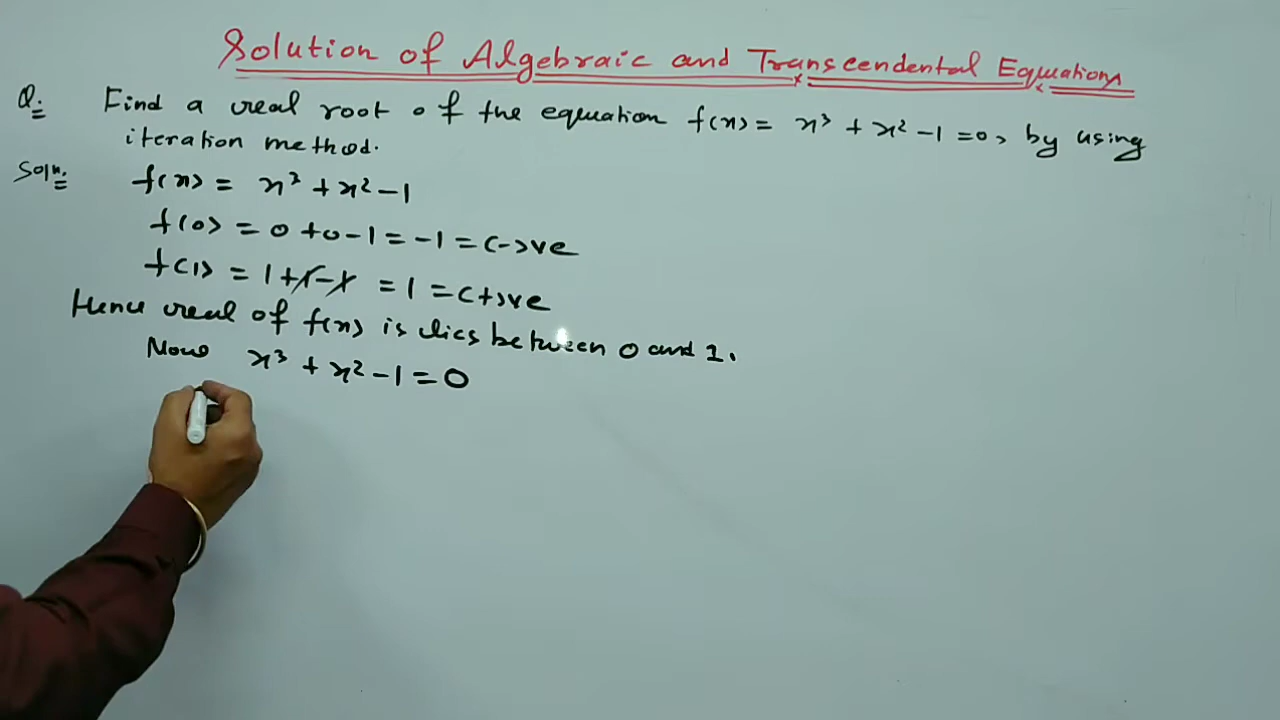 Solution of Algebraic and Transcendental Equations
Q. Find a real root of the equation f(x) = x³ + x² - 1 = 0, by using
iteration method.
Soln. f(x) = x³ + x² - 1
f(0) = 0 + 0 - 1 = -1 = (-)ve
f(1) = 1 + 1 - 1 = 1 = (+)ve
Hence real of f(x) is lies between 0 and 1.
Now x³ + x² - 1 = 0